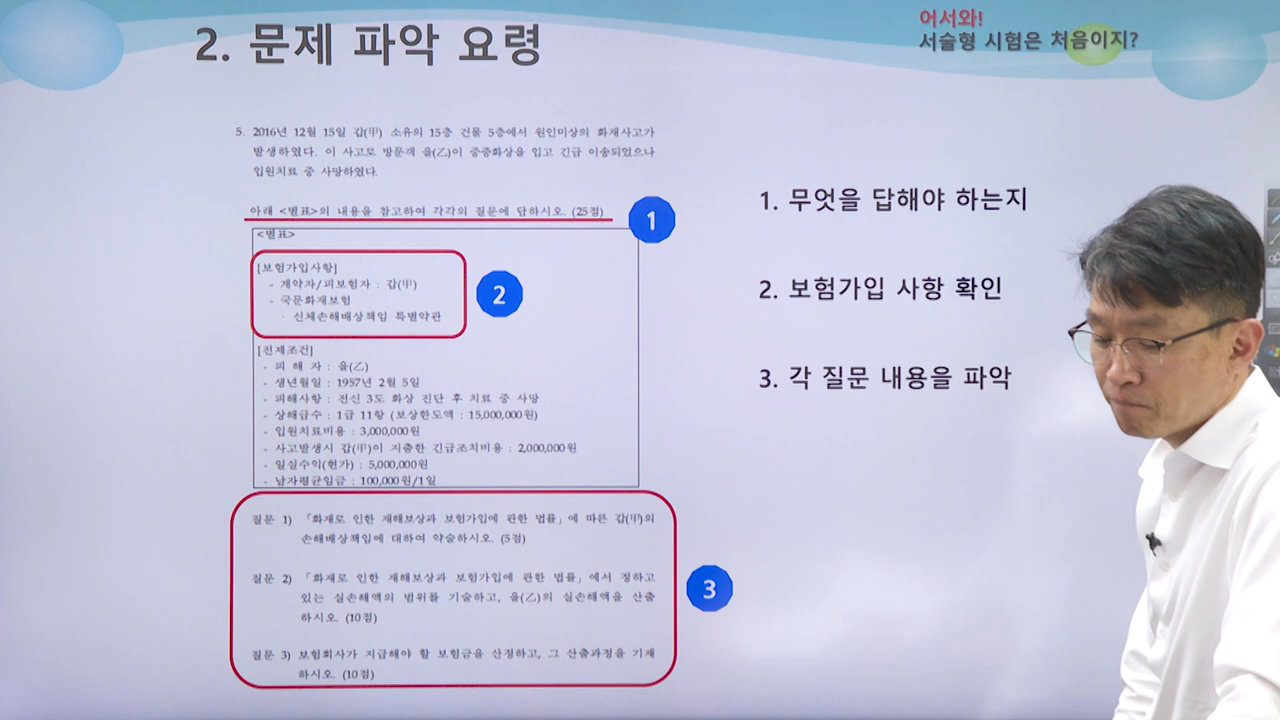 2. 문제 파악 요령
어서와!
서술형 시험은 처음이지?
5. 2016년 12월 15일 갑(甲) 소유의 15층 건물 5층에서 원인미상의 화재사고가
발생하였다. 이 사고로 방문객 을(乙)이 중중화상을 입고 긴급 이송되었으나
입원치료 중 사망하였다.
아래 <별표>의 내용을 참고하여 각각의 질문에 답하시오. (25점)
1
<별표>
[보험가입사항]
- 계약자/피보험자 : 갑(甲)
- 국문화재보험
· 신체손해배상책임 특별약관
2
[전제조건]
- 피 해 자 : 을(乙)
- 생년월일 : 1957년 2월 5일
- 피해사항 : 전신 3도 화상 진단 후 치료 중 사망
- 상해급수 : 1급 11항 (보상한도액 : 15,000,000원)
- 입원치료비용 : 3,000,000원
- 사고발생시 갑(甲)이 지출한 긴급조치비용 : 2,000,000원
- 일실수익(현가) : 5,000,000원
- 남자평균임금 : 100,000원/1일
질문 1) 「화재로 인한 재해보상과 보험가입에 관한 법률」에 따른 갑(甲)의
손해배상책임에 대하여 약술하시오. (5점)
질문 2) 「화재로 인한 재해보상과 보험가입에 관한 법률」에서 정하고
있는 실손해액의 범위를 기술하고, 을(乙)의 실손해액을 산출
하시오. (10점)
3
질문 3) 보험회사가 지급해야 할 보험금을 산정하고, 그 산출과정을 기재
하시오. (10점)
1. 무엇을 답해야 하는지
2. 보험가입 사항 확인
3. 각 질문 내용을 파악